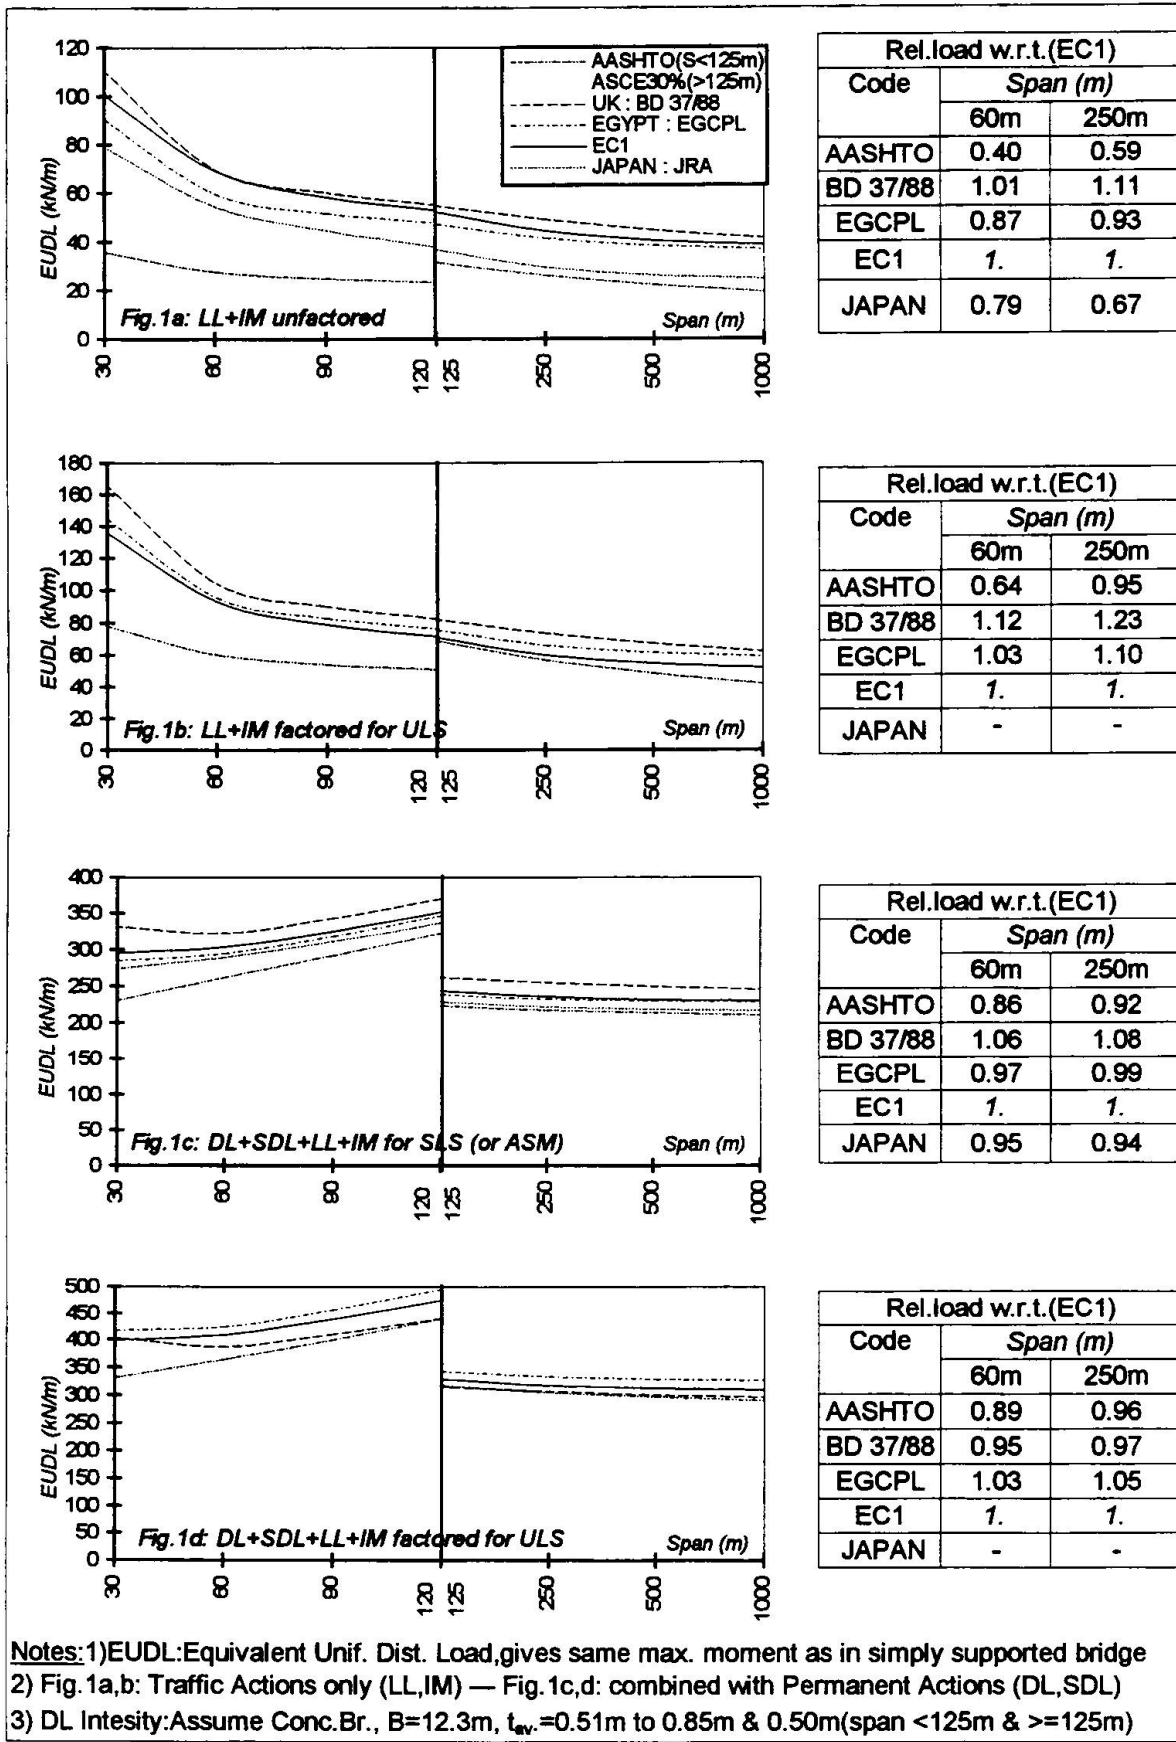 120
100
80
60
40
20
0
EUDL (kN/m)
AASHTO(S<125m)
ASCE30%(>125m)
UK : BD 37/88
EGYPT : EGCPL
EC1
JAPAN : JRA
Fig.1a: LL+IM unfactored
Span (m)
30 60 90 120 125 250 500 1000
Rel.load w.r.t.(EC1)
Code Span (m)
60m 250m
AASHTO 0.40 0.59
BD 37/88 1.01 1.11
EGCPL 0.87 0.93
EC1 1. 1.
JAPAN 0.79 0.67
180
160
140
120
100
80
60
40
20
0
EUDL (kN/m)
Fig.1b: LL+IM factored for ULS
Span (m)
30 60 90 120 125 250 500 1000
Rel.load w.r.t.(EC1)
Code Span (m)
60m 250m
AASHTO 0.64 0.95
BD 37/88 1.12 1.23
EGCPL 1.03 1.10
EC1 1. 1.
JAPAN - -
400
350
300
250
200
150
100
50
0
EUDL (kN/m)
Fig.1c: DL+SDL+LL+IM for SLS (or ASM)
Span (m)
30 60 90 120 125 250 500 1000
Rel.load w.r.t.(EC1)
Code Span (m)
60m 250m
AASHTO 0.86 0.92
BD 37/88 1.06 1.08
EGCPL 0.97 0.99
EC1 1. 1.
JAPAN 0.95 0.94
500
450
400
350
300
250
200
150
100
50
0
EUDL (kN/m)
Fig.1d: DL+SDL+LL+IM factored for ULS
Span (m)
30 60 90 120 125 250 500 1000
Rel.load w.r.t.(EC1)
Code Span (m)
60m 250m
AASHTO 0.89 0.96
BD 37/88 0.95 0.97
EGCPL 1.03 1.05
EC1 1. 1.
JAPAN - -
Notes:1)EUDL:Equivalent Unif. Dist. Load,gives same max. moment as in simply supported bridge
2) Fig.1a,b: Traffic Actions only (LL,IM) — Fig.1c,d: combined with Permanent Actions (DL,SDL)
3) DL Intesity:Assume Conc.Br., B=12.3m, tav.=0.51m to 0.85m & 0.50m(span <125m & >=125m)